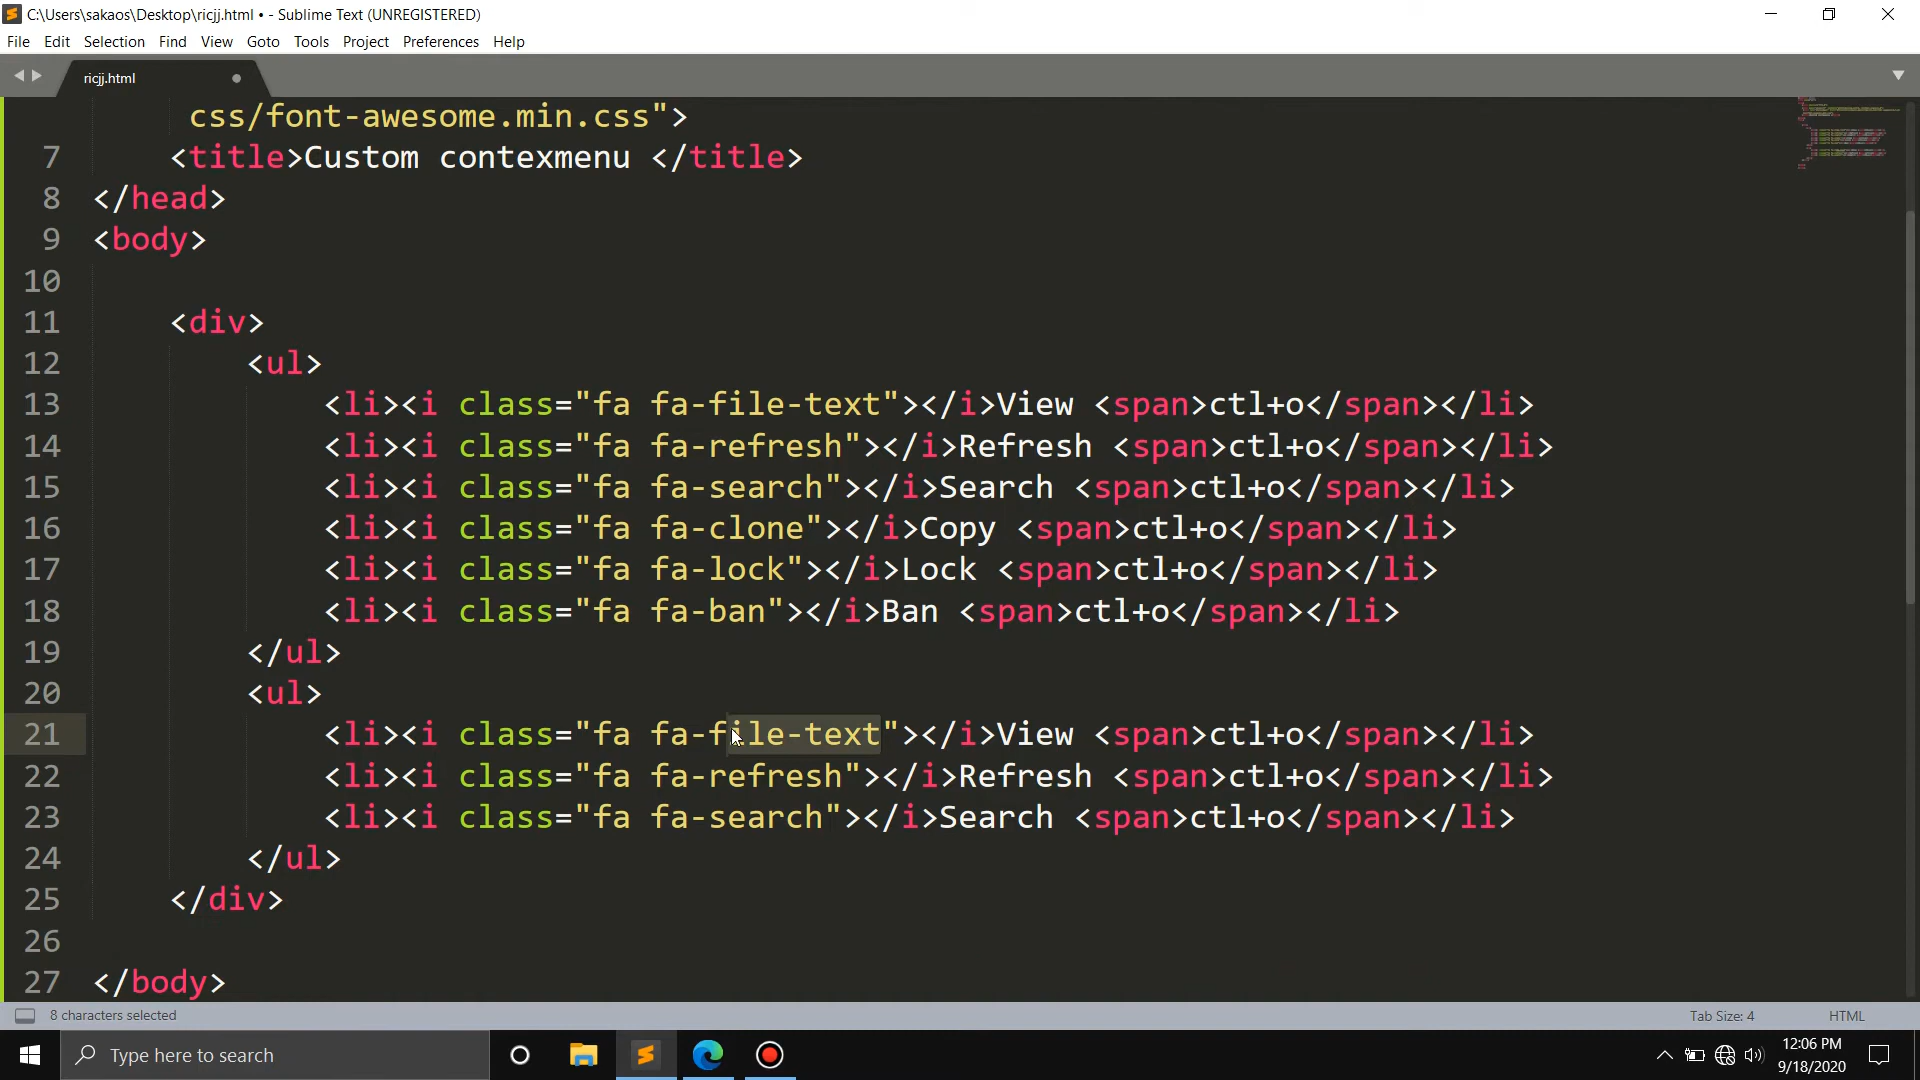 C:\Users\sakaos\Desktop\ricjj.html • - Sublime Text (UNREGISTERED)
File Edit Selection Find View Goto Tools Project Preferences Help
ricjj.html
css/font-awesome.min.css">
7 <title>Custom contexmenu </title>
8 </head>
9 <body>
10
11 <div>
12 <ul>
13 <li><i class="fa fa-file-text"></i>View <span>ctl+o</span></li>
14 <li><i class="fa fa-refresh"></i>Refresh <span>ctl+o</span></li>
15 <li><i class="fa fa-search"></i>Search <span>ctl+o</span></li>
16 <li><i class="fa fa-clone"></i>Copy <span>ctl+o</span></li>
17 <li><i class="fa fa-lock"></i>Lock <span>ctl+o</span></li>
18 <li><i class="fa fa-ban"></i>Ban <span>ctl+o</span></li>
19 </ul>
20 <ul>
21 <li><i class="fa fa-file-text"></i>View <span>ctl+o</span></li>
22 <li><i class="fa fa-refresh"></i>Refresh <span>ctl+o</span></li>
23 <li><i class="fa fa-search"></i>Search <span>ctl+o</span></li>
24 </ul>
25 </div>
26
27 </body>
8 characters selected Tab Size: 4 HTML
Type here to search
12:06 PM
9/18/2020